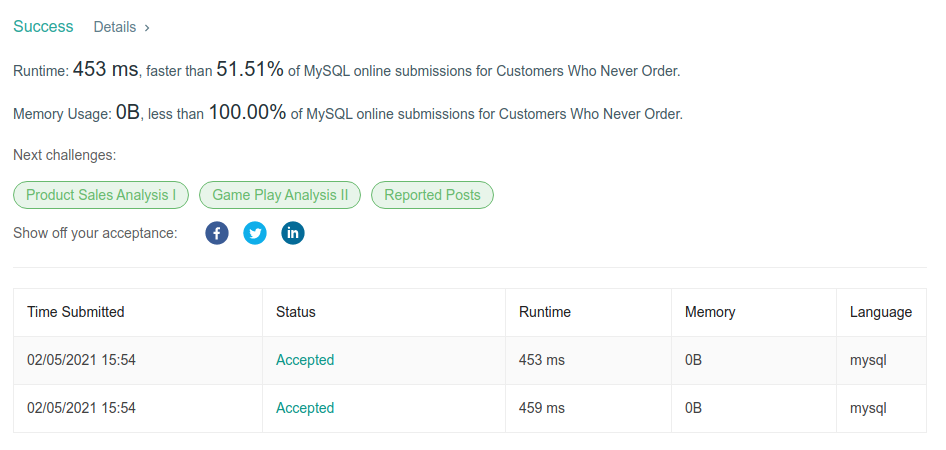 Success Details >
Runtime: 453 ms, faster than 51.51% of MySQL online submissions for Customers Who Never Order.
Memory Usage: 0B, less than 100.00% of MySQL online submissions for Customers Who Never Order.
Next challenges:
Product Sales Analysis I Game Play Analysis II Reported Posts
Show off your acceptance: f in
Time Submitted Status Runtime Memory Language
02/05/2021 15:54 Accepted 453 ms 0B mysql
02/05/2021 15:54 Accepted 459 ms 0B mysql